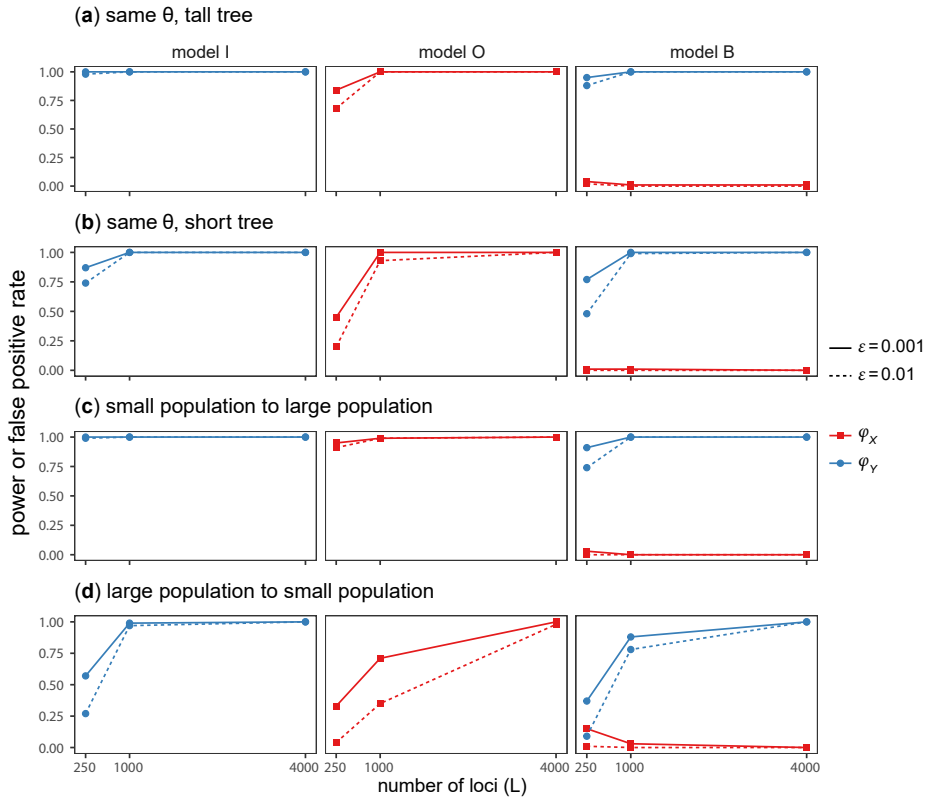 (a) same θ, tall tree
model I
model O
model B
1.00
0.75
0.50
0.25
0.00
(b) same θ, short tree
1.00
0.75
0.50
0.25
0.00
(c) small population to large population
1.00
0.75
0.50
0.25
0.00
(d) large population to small population
1.00
0.75
0.50
0.25
0.00
250 1000 4000
250 1000 4000
250 1000 4000
number of loci (L)
power or false positive rate
ε = 0.001
ε = 0.01
φX
φY